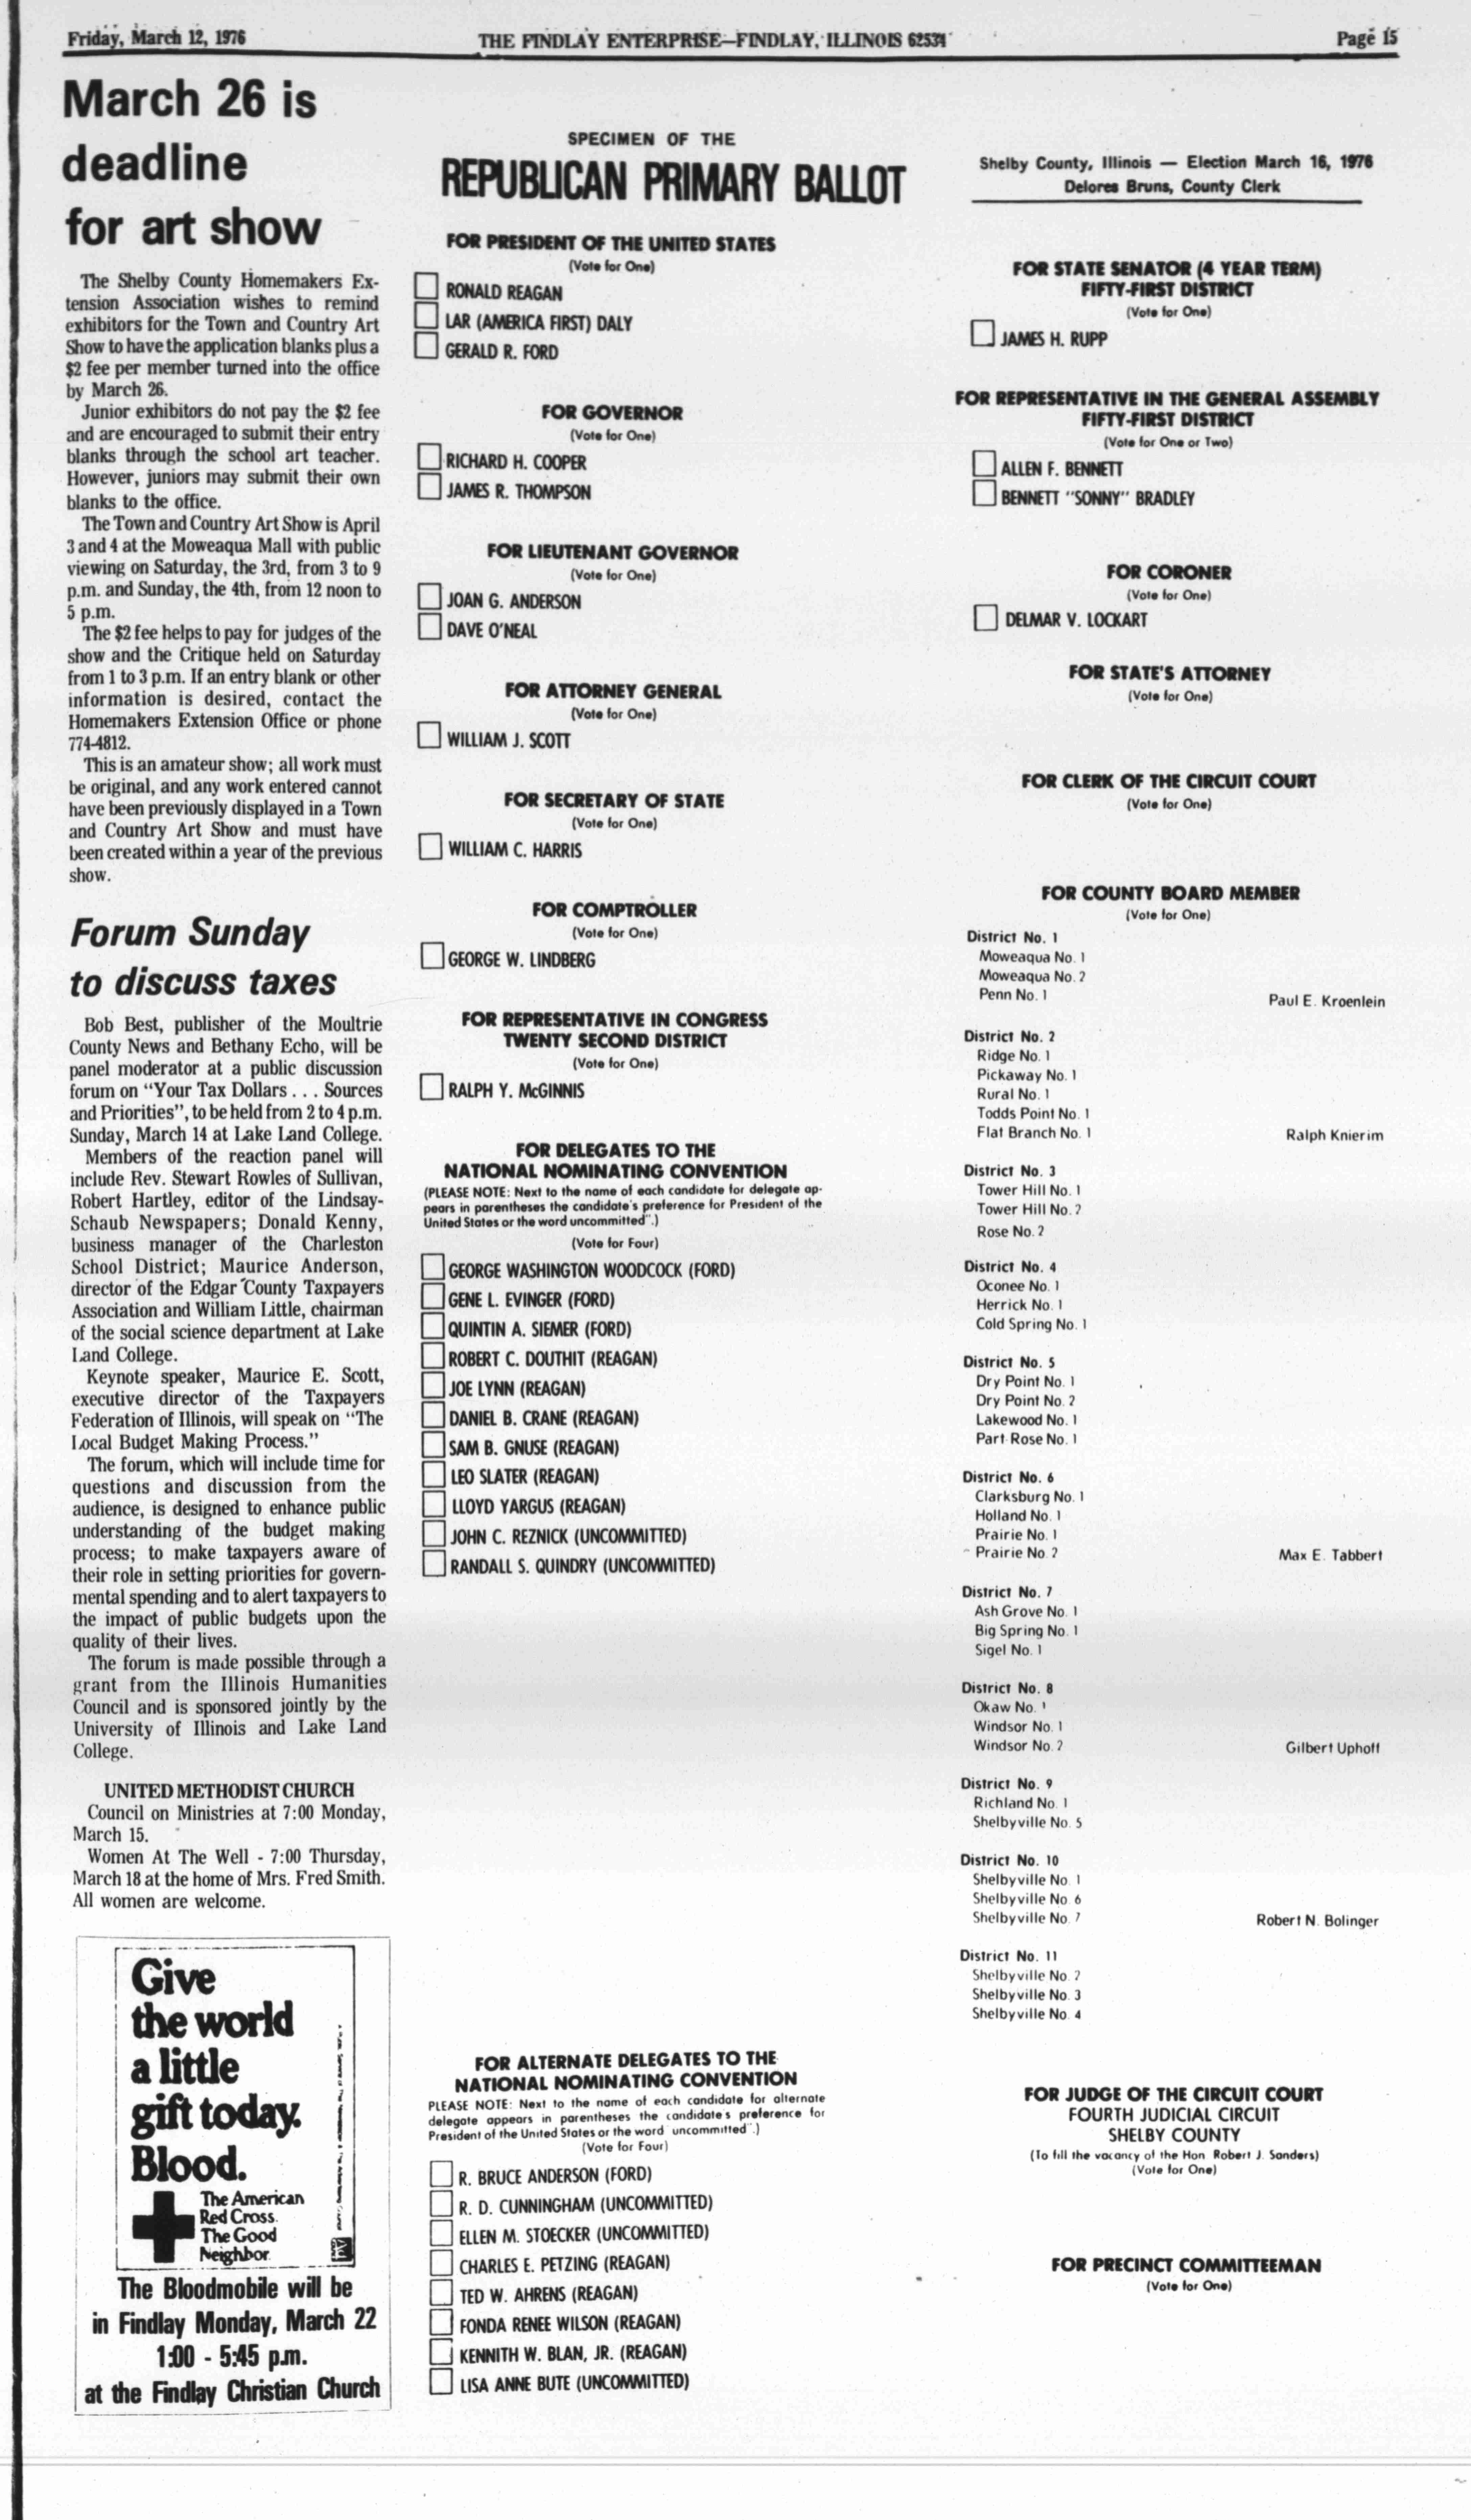 Friday, March 12, 1976
THE FINDLAY ENTERPRISE—FINDLAY, ILLINOIS 62534
Page 15
March 26 is
deadline
for art show
The Shelby County Homemakers Ex-
tension Association wishes to remind
exhibitors for the Town and Country Art
Show to have the application blanks plus a
$2 fee per member turned into the office
by March 26.
Junior exhibitors do not pay the $2 fee
and are encouraged to submit their entry
blanks through the school art teacher.
However, juniors may submit their own
blanks to the office.
The Town and Country Art Show is April
3 and 4 at the Moweaqua Mall with public
viewing on Saturday, the 3rd, from 3 to 9
p.m. and Sunday, the 4th, from 12 noon to
5 p.m.
The $2 fee helps to pay for judges of the
show and the Critique held on Saturday
from 1 to 3 p.m. If an entry blank or other
information is desired, contact the
Homemakers Extension Office or phone
774-4812.
This is an amateur show; all work must
be original, and any work entered cannot
have been previously displayed in a Town
and Country Art Show and must have
been created within a year of the previous
show.
Forum Sunday
to discuss taxes
Bob Best, publisher of the Moultrie
County News and Bethany Echo, will be
panel moderator at a public discussion
forum on "Your Tax Dollars . . . Sources
and Priorities", to be held from 2 to 4 p.m.
Sunday, March 14 at Lake Land College.
Members of the reaction panel will
include Rev. Stewart Rowles of Sullivan,
Robert Hartley, editor of the Lindsay-
Schaub Newspapers; Donald Kenny,
business manager of the Charleston
School District; Maurice Anderson,
director of the Edgar County Taxpayers
Association and William Little, chairman
of the social science department at Lake
Land College.
Keynote speaker, Maurice E. Scott,
executive director of the Taxpayers
Federation of Illinois, will speak on "The
Local Budget Making Process."
The forum, which will include time for
questions and discussion from the
audience, is designed to enhance public
understanding of the budget making
process; to make taxpayers aware of
their role in setting priorities for govern-
mental spending and to alert taxpayers to
the impact of public budgets upon the
quality of their lives.
The forum is made possible through a
grant from the Illinois Humanities
Council and is sponsored jointly by the
University of Illinois and Lake Land
College.
UNITED METHODIST CHURCH
Council on Ministries at 7:00 Monday,
March 15.
Women At The Well - 7:00 Thursday,
March 18 at the home of Mrs. Fred Smith.
All women are welcome.
Give
the world
a little
gift today.
Blood.
The American
Red Cross.
The Good
Neighbor.
The Bloodmobile will be
in Findlay Monday, March 22
1:00 - 5:45 p.m.
at the Findlay Christian Church
SPECIMEN OF THE
REPUBLICAN PRIMARY BALLOT
FOR PRESIDENT OF THE UNITED STATES
(Vote for One)
RONALD REAGAN
LAR (AMERICA FIRST) DALY
GERALD R. FORD
FOR GOVERNOR
(Vote for One)
RICHARD H. COOPER
JAMES R. THOMPSON
FOR LIEUTENANT GOVERNOR
(Vote for One)
JOAN G. ANDERSON
DAVE O'NEAL
FOR ATTORNEY GENERAL
(Vote for One)
WILLIAM J. SCOTT
FOR SECRETARY OF STATE
(Vote for One)
WILLIAM C. HARRIS
FOR COMPTROLLER
(Vote for One)
GEORGE W. LINDBERG
FOR REPRESENTATIVE IN CONGRESS
TWENTY SECOND DISTRICT
(Vote for One)
RALPH Y. McGINNIS
FOR DELEGATES TO THE
NATIONAL NOMINATING CONVENTION
(PLEASE NOTE: Next to the name of each candidate for delegate ap-
pears in parentheses the candidate's preference for President of the
United States or the word uncommitted".)
(Vote for Four)
GEORGE WASHINGTON WOODCOCK (FORD)
GENE L. EVINGER (FORD)
QUINTIN A. SIEMER (FORD)
ROBERT C. DOUTHIT (REAGAN)
JOE LYNN (REAGAN)
DANIEL B. CRANE (REAGAN)
SAM B. GNUSE (REAGAN)
LEO SLATER (REAGAN)
LLOYD YARGUS (REAGAN)
JOHN C. REZNICK (UNCOMMITTED)
RANDALL S. QUINDRY (UNCOMMITTED)
FOR ALTERNATE DELEGATES TO THE
NATIONAL NOMINATING CONVENTION
PLEASE NOTE: Next to the name of each candidate for alternate
delegate appears in parentheses the candidate s preference for
President of the United States or the word uncommitted".)
(Vote for Four)
R. BRUCE ANDERSON (FORD)
R. D. CUNNINGHAM (UNCOMMITTED)
ELLEN M. STOECKER (UNCOMMITTED)
CHARLES E. PETZING (REAGAN)
TED W. AHRENS (REAGAN)
FONDA RENEE WILSON (REAGAN)
KENNITH W. BLAN, JR. (REAGAN)
LISA ANNE BUTE (UNCOMMITTED)
Shelby County, Illinois — Election March 16, 1976
Delores Bruns, County Clerk
FOR STATE SENATOR (4 YEAR TERM)
FIFTY-FIRST DISTRICT
(Vote for One)
JAMES H. RUPP
FOR REPRESENTATIVE IN THE GENERAL ASSEMBLY
FIFTY-FIRST DISTRICT
(Vote for One or Two)
ALLEN F. BENNETT
BENNETT "SONNY" BRADLEY
FOR CORONER
(Vote for One)
DELMAR V. LOCKART
FOR STATE'S ATTORNEY
(Vote for One)
FOR CLERK OF THE CIRCUIT COURT
(Vote for One)
FOR COUNTY BOARD MEMBER
(Vote for One)
District No. 1
Moweaqua No. 1
Moweaqua No. 2
Penn No. 1
Paul E. Kroenlein
District No. 2
Ridge No. 1
Pickaway No. 1
Rural No. 1
Todds Point No. 1
Flat Branch No. 1
Ralph Knierim
District No. 3
Tower Hill No. 1
Tower Hill No. 2
Rose No. 2
District No. 4
Oconee No. 1
Herrick No. 1
Cold Spring No. 1
District No. 5
Dry Point No. 1
Dry Point No. 2
Lakewood No. 1
Part Rose No. 1
District No. 6
Clarksburg No. 1
Holland No. 1
Prairie No. 1
Prairie No. 2
Max E. Tabbert
District No. 7
Ash Grove No. 1
Big Spring No. 1
Sigel No. 1
District No. 8
Okaw No. 1
Windsor No. 1
Windsor No. 2
Gilbert Uphoff
District No. 9
Richland No. 1
Shelbyville No. 5
District No. 10
Shelbyville No. 1
Shelbyville No. 6
Shelbyville No. 7
Robert N. Bolinger
District No. 11
Shelbyville No. 2
Shelbyville No. 3
Shelbyville No. 4
FOR JUDGE OF THE CIRCUIT COURT
FOURTH JUDICIAL CIRCUIT
SHELBY COUNTY
(To fill the vacancy of the Hon. Robert J. Sanders)
(Vote for One)
FOR PRECINCT COMMITTEEMAN
(Vote for One)